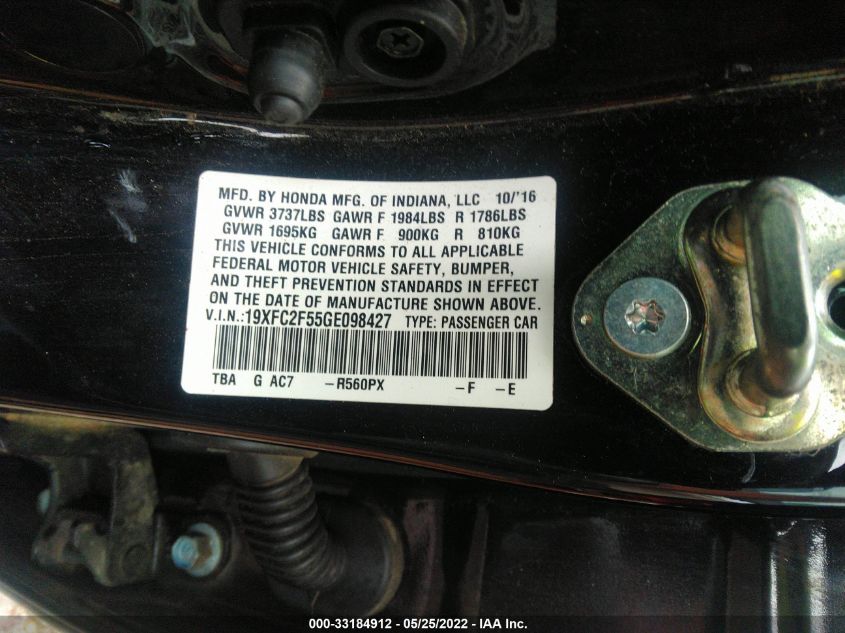 MFD. BY HONDA MFG. OF INDIANA, LLC 10/'16
GVWR 3737LBS GAWR F 1984LBS R 1786LBS
GVWR 1695KG GAWR F 900KG R 810KG
THIS VEHICLE CONFORMS TO ALL APPLICABLE
FEDERAL MOTOR VEHICLE SAFETY, BUMPER,
AND THEFT PREVENTION STANDARDS IN EFFECT
ON THE DATE OF MANUFACTURE SHOWN ABOVE.
V.I.N.:19XFC2F55GE098427 TYPE: PASSENGER CAR
TBA G AC7 -R560PX -F -E
000-33184912 - 05/25/2022 - IAA Inc.